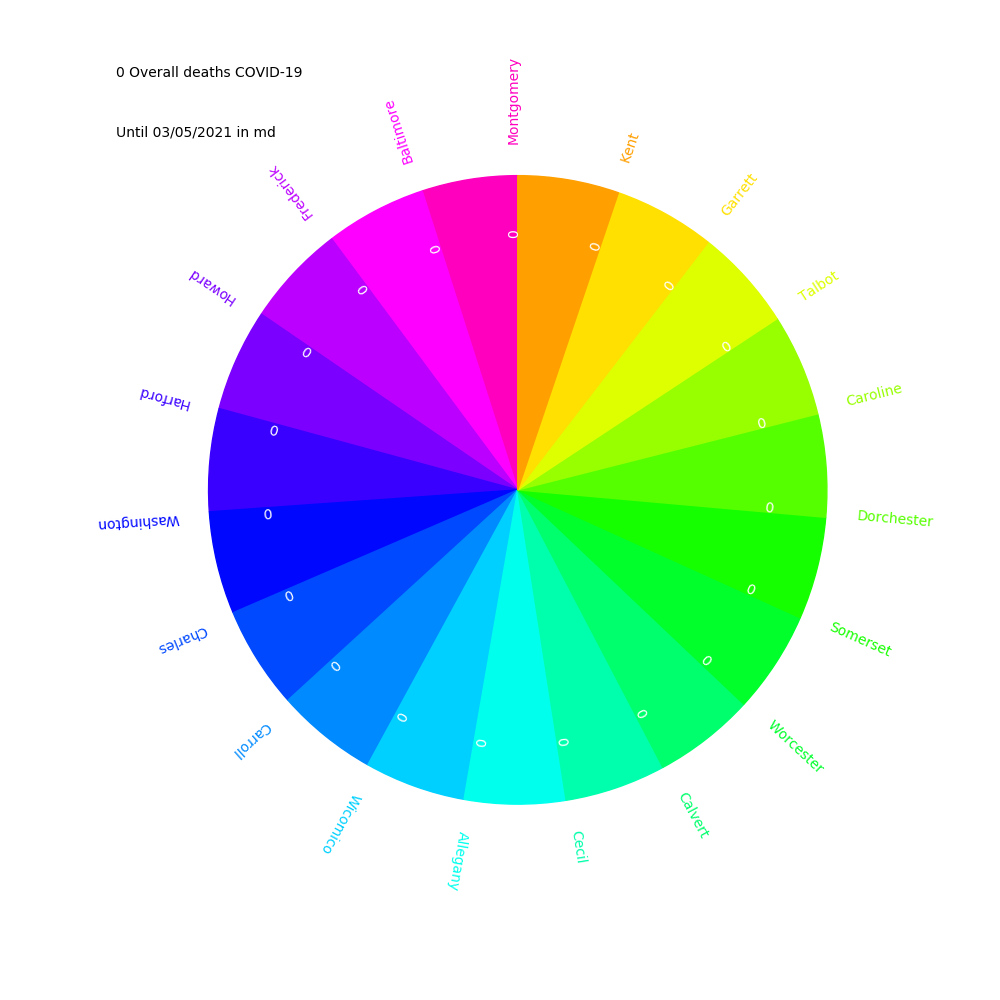 0 Overall deaths COVID-19
Until 03/05/2021 in md
Montgomery
0
Kent
0
Garrett
0
Talbot
0
Caroline
0
Dorchester
0
Somerset
0
Worcester
0
Calvert
0
Cecil
0
Allegany
0
Wicomico
0
Carroll
0
Charles
0
Washington
0
Harford
0
Howard
0
Frederick
0
Baltimore
0